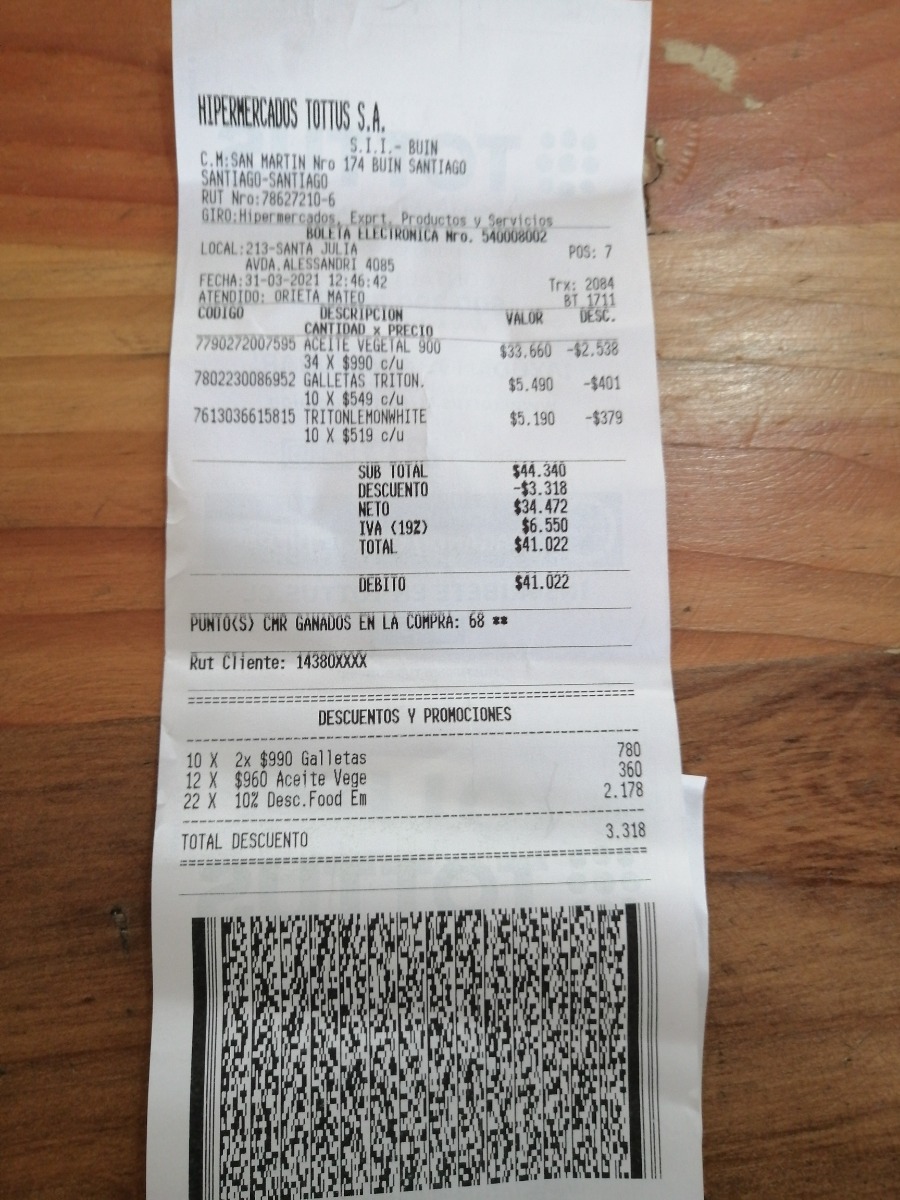 HIPERMERCADOS TOTTUS S.A.
S.I.I.- BUIN
C.M:SAN MARTIN Nro 174 BUIN SANTIAGO
SANTIAGO-SANTIAGO
RUT Nro:78627210-6
GIRO:Hipermercados, Exprt. Productos y Servicios
BOLETA ELECTRONICA Nro. 540008002
LOCAL:213-SANTA JULIA POS: 7
AVDA.ALESSANDRI 4085
FECHA:31-03-2021 12:46:42 Trx: 2084
ATENDIDO: ORIETA MATEO BT 1711
CODIGO DESCRIPCION VALOR DESC.
CANTIDAD x PRECIO
7790272007595 ACEITE VEGETAL 900 $33.660 -$2.538
34 X $990 c/u
7802230086952 GALLETAS TRITON. $5.490 -$401
10 X $549 c/u
7613036615815 TRITONLEMONWHITE $5.190 -$379
10 X $519 c/u
SUB TOTAL $44.340
DESCUENTO -$3.318
NETO $34.472
IVA (19%) $6.550
TOTAL $41.022
DEBITO $41.022
PUNTO(S) CMR GANADOS EN LA COMPRA: 68 **
Rut Cliente: 14380XXXX
DESCUENTOS Y PROMOCIONES
10 X 2x $990 Galletas 780
12 X $960 Aceite Vege 360
22 X 10% Desc.Food Em 2.178
TOTAL DESCUENTO 3.318